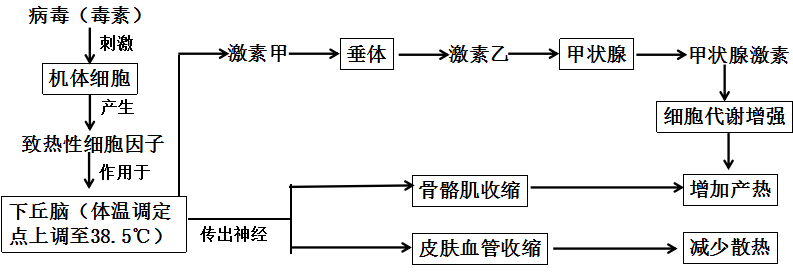 病毒（毒素）
刺激
机体细胞
产生
致热性细胞因子
作用于
下丘脑（体温调定
点上调至38.5℃）
激素甲
垂体
激素乙
甲状腺
甲状腺激素
细胞代谢增强
传出神经
骨骼肌收缩
增加产热
皮肤血管收缩
减少散热